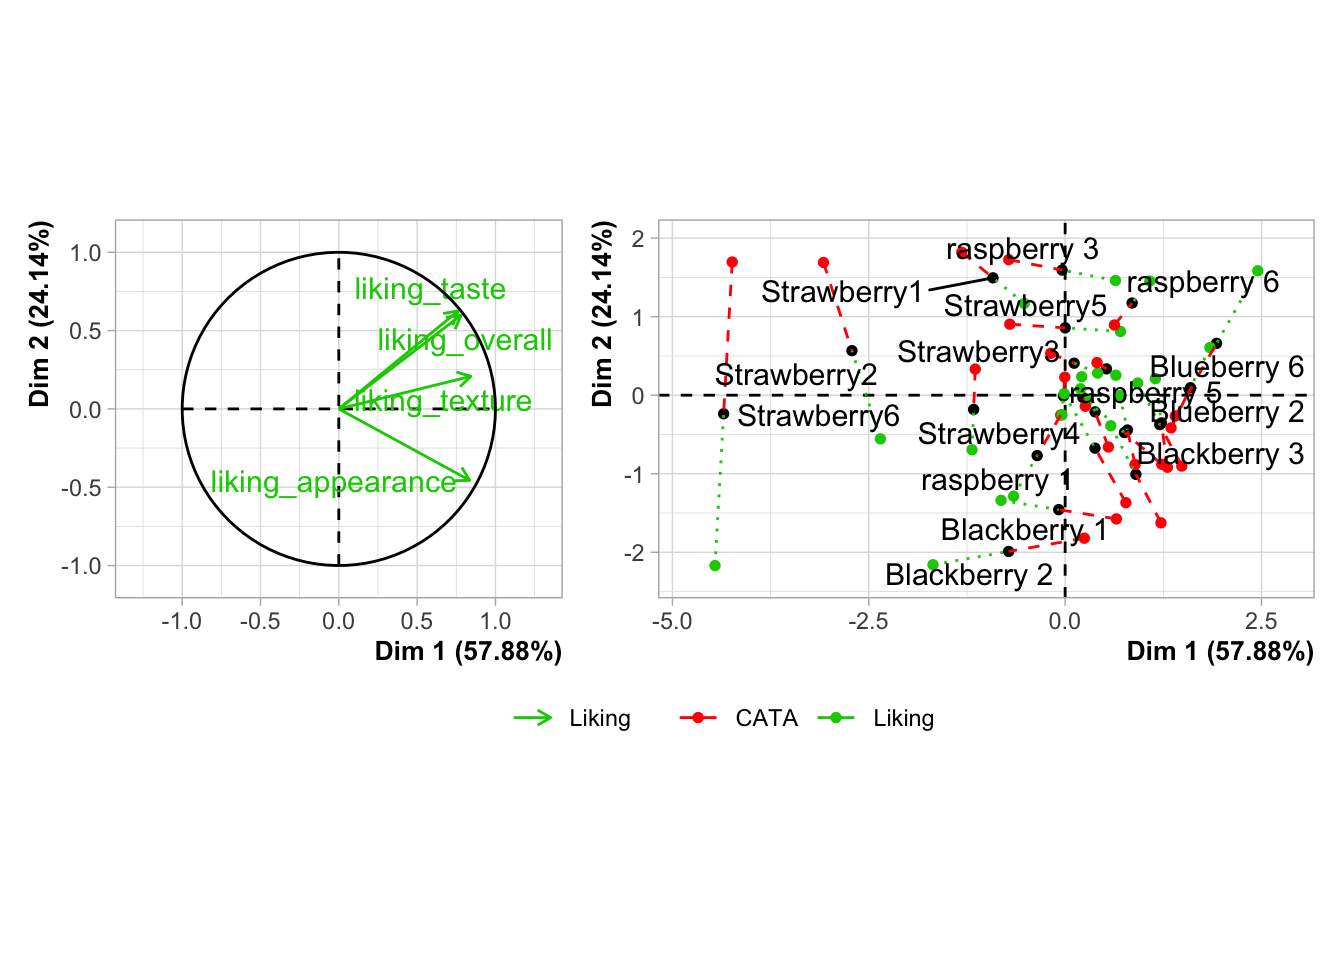 Dim 2 (24.14%)
1.0
0.5
0.0
-0.5
-1.0
liking_taste
liking_overall
liking_texture
liking_appearance
-1.0
-0.5
0.0
0.5
1.0
Dim 1 (57.88%)
Dim 2 (24.14%)
2
1
0
-1
-2
raspberry 3
raspberry 6
Strawberry1
Strawberry5
Strawberry3
Blueberry 6
Strawberry2
raspberry 5
Blueberry 2
Strawberry6
Strawberry4
Blackberry 3
raspberry 1
Blackberry 1
Blackberry 2
-5.0
-2.5
0.0
2.5
Dim 1 (57.88%)
Liking
CATA
Liking